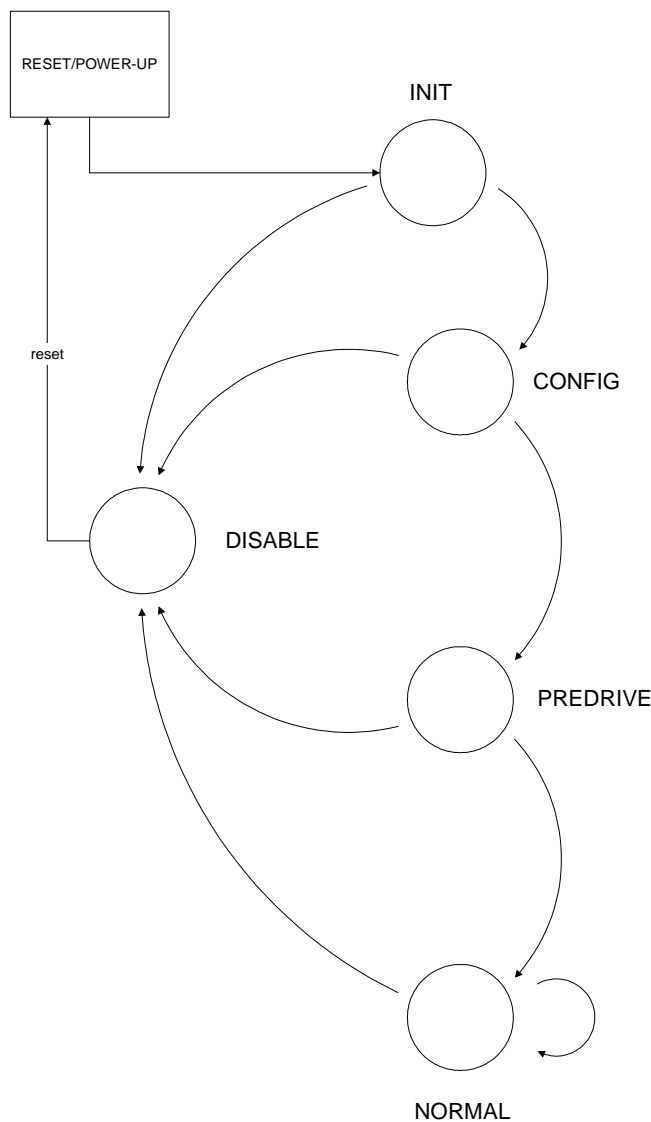 RESET/POWER-UP
INIT
reset
CONFIG
DISABLE
PREDRIVE
NORMAL